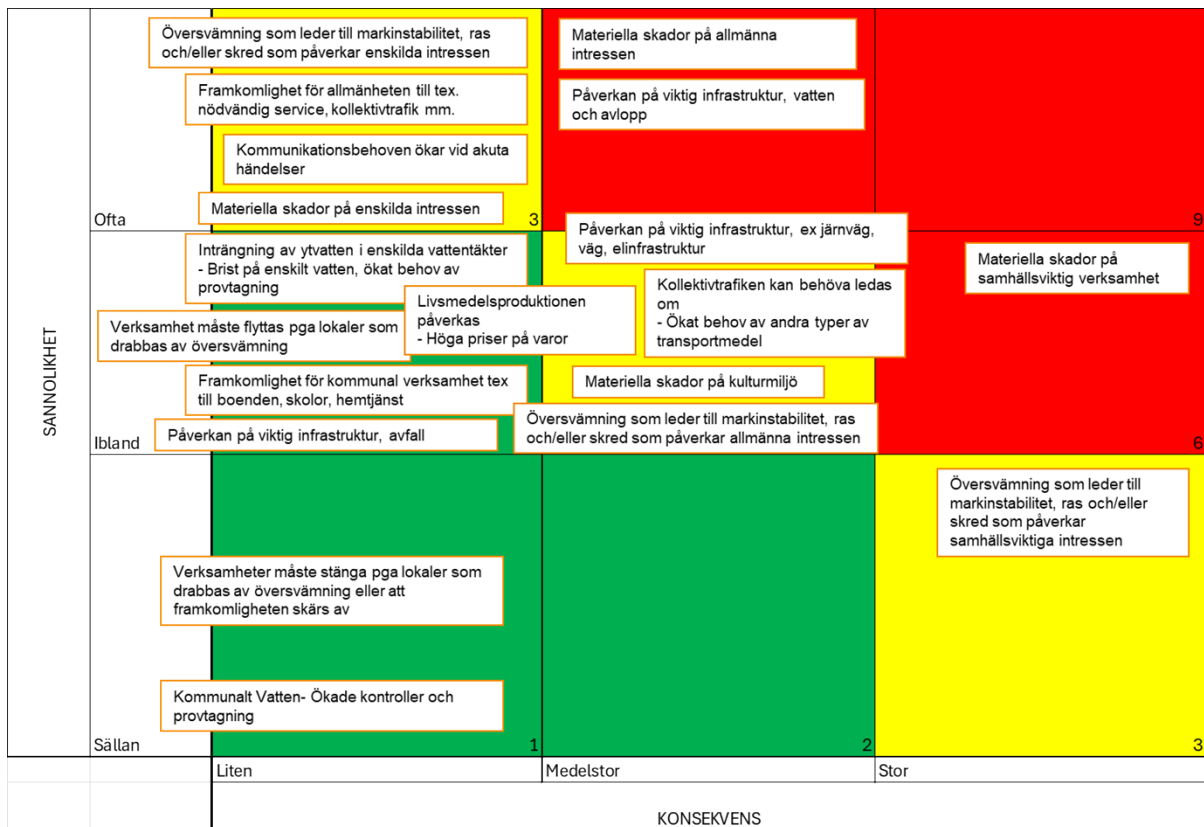 Översvämning som leder till markinstabilitet, ras
och/eller skred som påverkar enskilda intressen
Framkomlighet för allmänheten till tex.
nödvändig service, kollektivtrafik mm.
Kommunikationsbehoven ökar vid akuta
händelser
Materiella skador på enskilda intressen
Materiella skador på allmänna
intressen
Påverkan på viktig infrastruktur, vatten
och avlopp
Ofta
3
9
Inträngning av ytvatten i enskilda vattentäkter
- Brist på enskilt vatten, ökat behov av
provtagning
Verksamhet måste flyttas pga lokaler som
drabbas av översvämning
Livsmedelsproduktionen
påverkas
- Höga priser på varor
Framkomlighet för kommunal verksamhet tex
till boenden, skolor, hemtjänst
Påverkan på viktig infrastruktur, avfall
Påverkan på viktig infrastruktur, ex järnväg,
väg, elinfrastruktur
Kollektivtrafiken kan behöva ledas
om
- Ökat behov av andra typer av
transportmedel
Materiella skador på kulturmiljö
Översvämning som leder till markinstabilitet, ras
och/eller skred som påverkar allmänna intressen
Materiella skador på
samhällsviktig verksamhet
SANNOLIKHET
Ibland
6
Verksamheter måste stänga pga lokaler som
drabbas av översvämning eller att
framkomligheten skärs av
Kommunalt Vatten- Ökade kontroller och
provtagning
Översvämning som leder till
markinstabilitet, ras och/eller
skred som påverkar
samhällsviktiga intressen
Sällan
1
2
3
Liten
Medelstor
Stor
KONSEKVENS